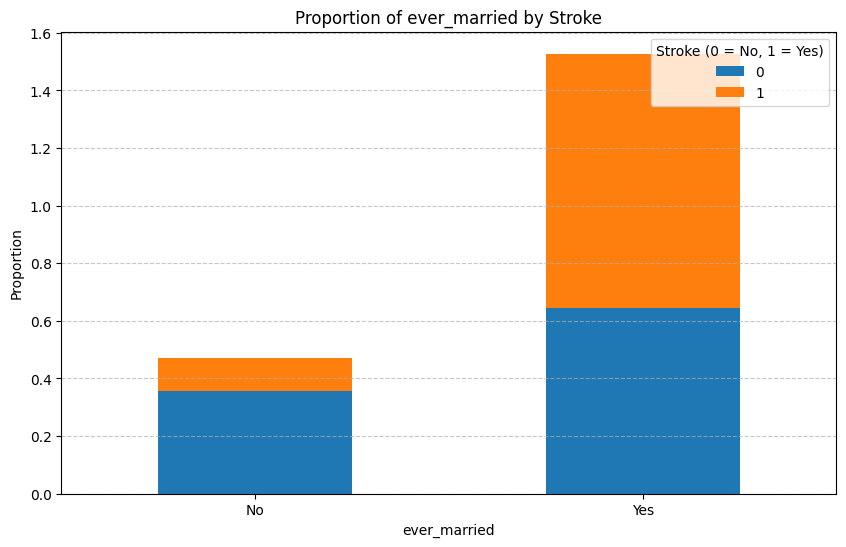 Proportion of ever_married by Stroke
Stroke (0 = No, 1 = Yes)
0
1
1.6
1.4
1.2
1.0
0.8
0.6
0.4
0.2
0.0
Proportion
No
Yes
ever_married